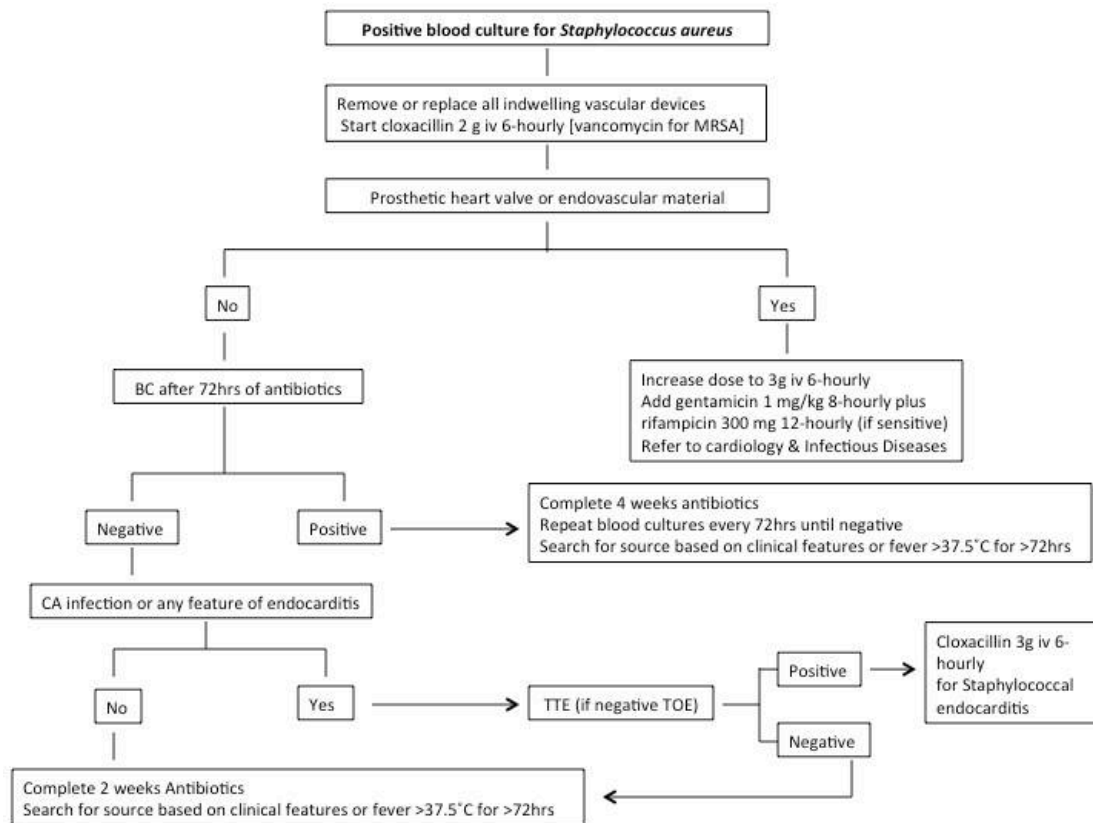 Positive blood culture for Staphylococcus aureus
Remove or replace all indwelling vascular devices
Start cloxacillin 2 g iv 6-hourly [vancomycin for MRSA]
Prosthetic heart valve or endovascular material
No
Yes
BC after 72hrs of antibiotics
Increase dose to 3g iv 6-hourly
Add gentamicin 1 mg/kg 8-hourly plus
rifampicin 300 mg 12-hourly (if sensitive)
Refer to cardiology & Infectious Diseases
Negative
Positive
Complete 4 weeks antibiotics
Repeat blood cultures every 72hrs until negative
Search for source based on clinical features or fever >37.5˚C for >72hrs
CA infection or any feature of endocarditis
No
Yes
TTE (if negative TOE)
Positive
Negative
Cloxacillin 3g iv 6-
hourly
for Staphylococcal
endocarditis
Complete 2 weeks Antibiotics
Search for source based on clinical features or fever >37.5˚C for >72hrs